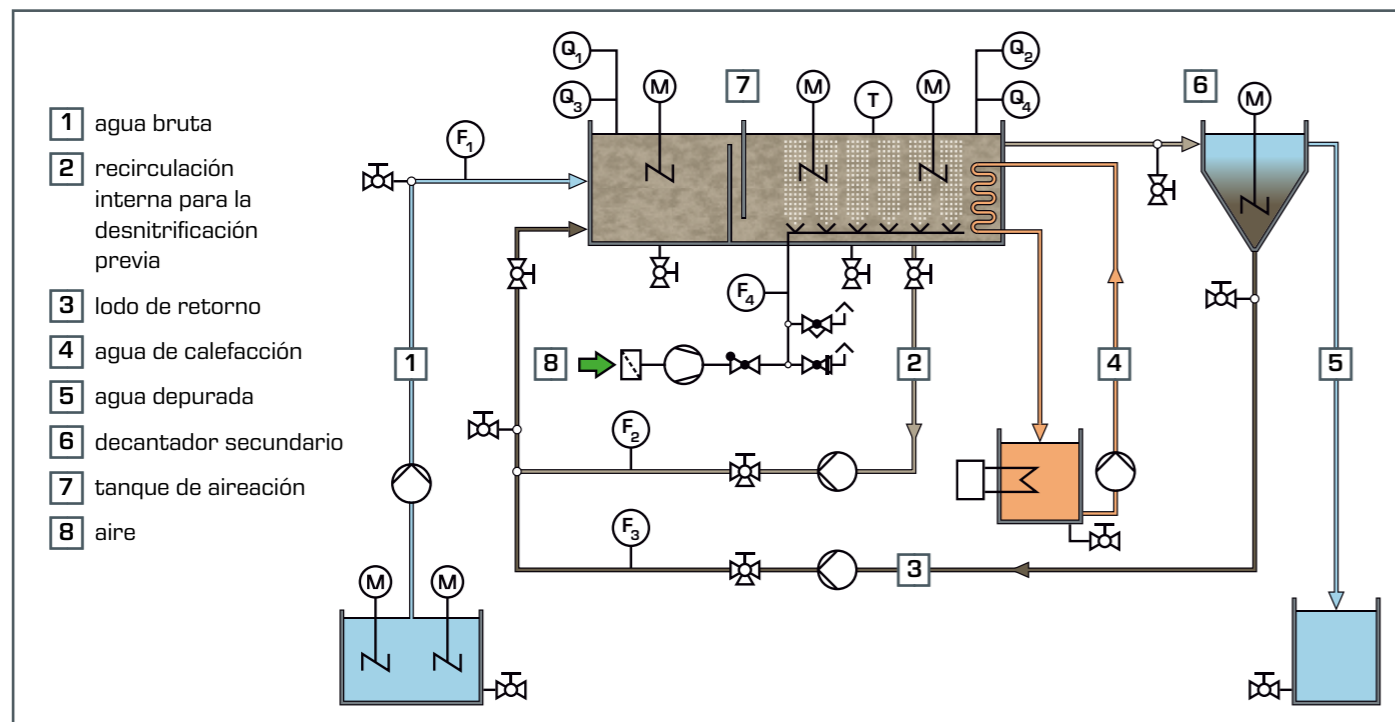 1 agua bruta
2 recirculación
interna para la
desnitrificación
previa
3 lodo de retorno
4 agua de calefacción
5 agua depurada
6 decantador secundario
7 tanque de aireación
8 aire
Q1
Q3
M
7
M
T
M
Q2
Q4
6
M
F1
F4
8
1
2
4
5
F2
F3
3
M
M